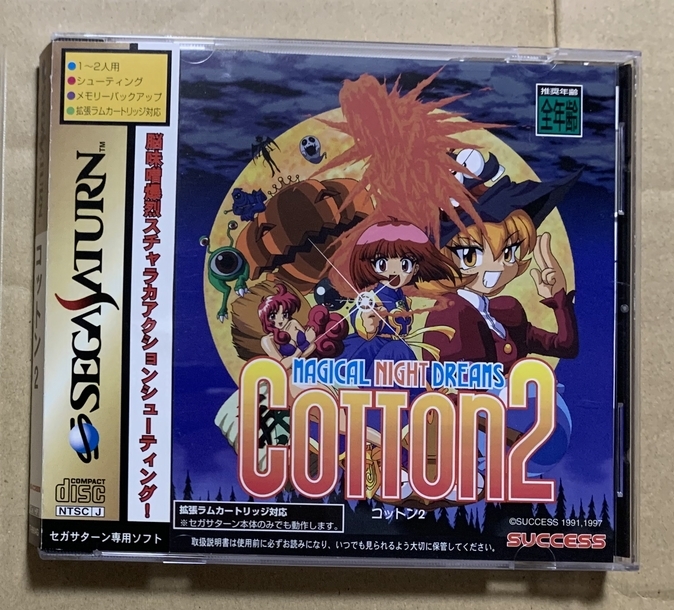 1～2人用
シューティング
メモリーバックアップ
拡張ラムカートリッジ対応
SEGA SATURN™
脳味噌爆烈スチャラカアクションシューティング!
コットン2
COMPACT
disc
NTSC J
セガサターン専用ソフト
推奨年齢
全年齢
MAGICAL NIGHT DREAMS
COTTON2
コットン2
拡張ラムカートリッジ対応
※セガサターン本体のみでも動作します。
©SUCCESS 1991,1997
SUCCESS
取扱説明書は使用前に必ずお読みになり、いつでも見られるよう大切に保管してください。